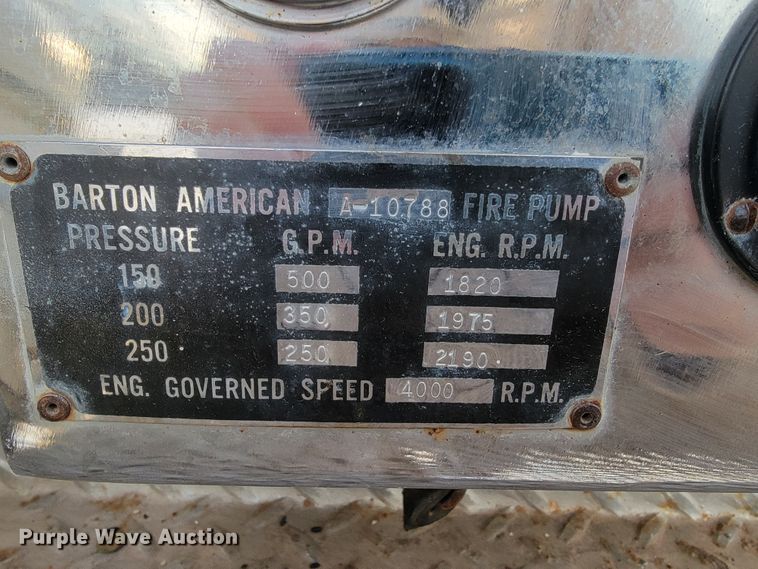 BARTON AMERICAN A-10788 FIRE PUMP
PRESSURE G.P.M. ENG. R.P.M.
150 500 1820
200 350 1975
250 250 2190
ENG. GOVERNED SPEED 4000 R.P.M.
Purple Wave Auction